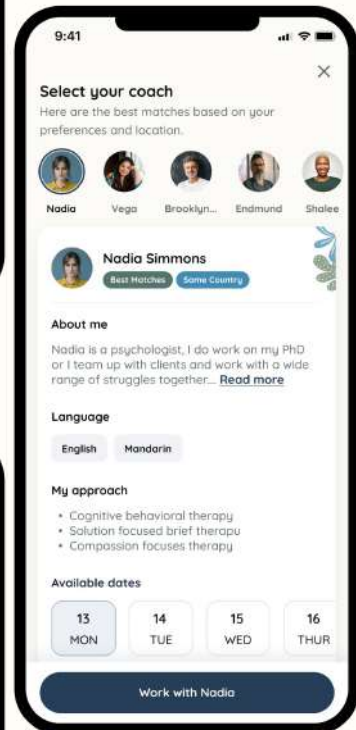 9:41
Select your coach
Here are the best matches based on your
preferences and location.
Nadia Vega Brooklyn... Endmund Shalee
Nadia Simmons
Best Matches Same Country
About me
Nadia is a psychologist, I do work on my PhD
or I team up with clients and work with a wide
range of struggles together... Read more
Language
English Mandarin
My approach
• Cognitive behavioral therapy
• Solution focused brief therapu
• Compassion focuses therapy
Available dates
13 14 15 16
MON TUE WED THUR
Work with Nadia